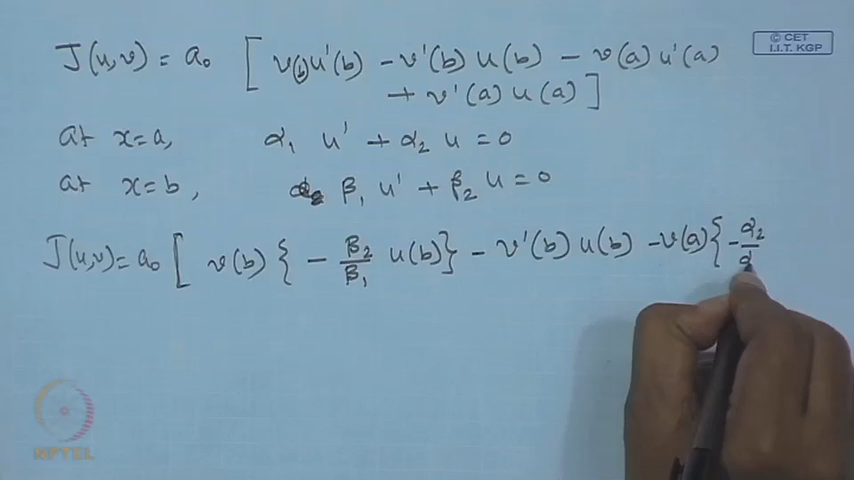 J(u,v) = a₀ [ v(b)u'(b) - v'(b) u(b) - v(a) u'(a)
+ v'(a) u(a) ]
© CET
I.I.T. KGP
at x=a, α₁ u' + α₂ u = 0
at x=b, β₁ u' + β₂ u = 0
J(u,v) = a₀ [ v(b) { - β₂/β₁ u(b) } - v'(b) u(b) - v(a) { - α₂/α
NPTEL